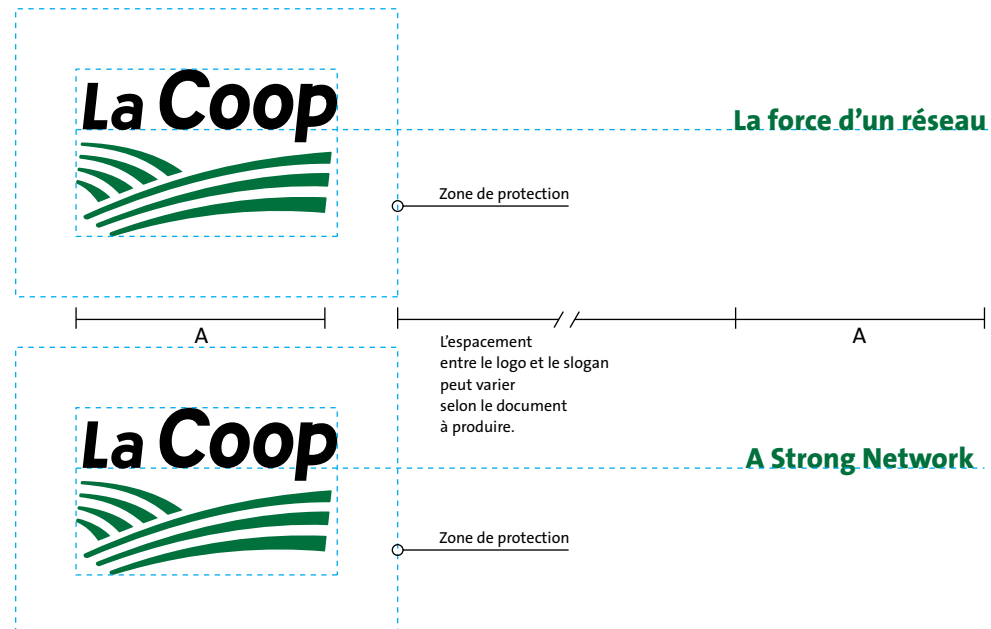 La Coop
La force d’un réseau
Zone de protection
A
A
L’espacement
entre le logo et le slogan
peut varier
selon le document
à produire.
La Coop
A Strong Network
Zone de protection